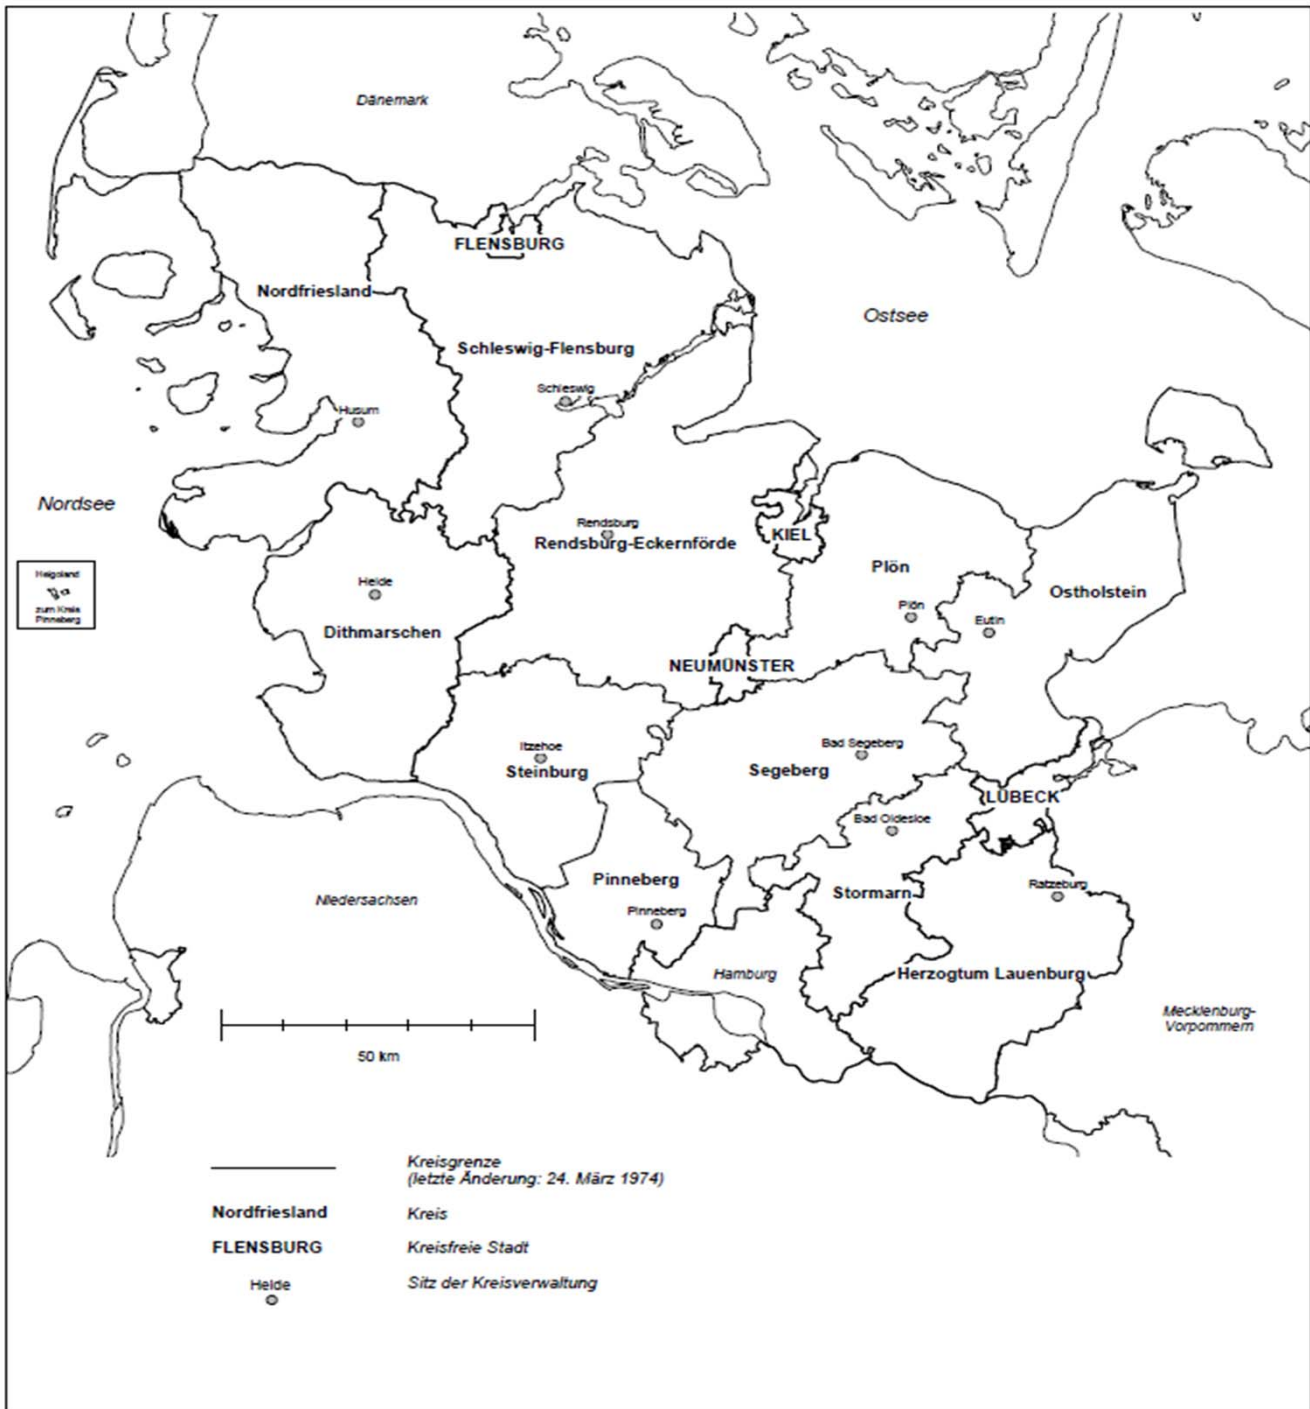 Dänemark
FLENSBURG
Nordfriesland
Ostsee
Schleswig-Flensburg
Schleswig
Husum
Nordsee
Rendsburg
Rendsburg-Eckernförde
KIEL
Plön
Helgoland
zum Kreis
Pinneberg
Heide
Ostholstein
Plön
Eutin
Dithmarschen
NEUMÜNSTER
Itzehoe
Steinburg
Bad Segeberg
Segeberg
LÜBECK
Bad Oldesloe
Pinneberg
Ratzeburg
Stormarn
Niedersachsen
Pinneberg
Hamburg
Herzogtum Lauenburg
Mecklenburg-
Vorpommern
50 km
Kreisgrenze
(letzte Änderung: 24. März 1974)
Nordfriesland
Kreis
FLENSBURG
Kreisfreie Stadt
Heide
Sitz der Kreisverwaltung